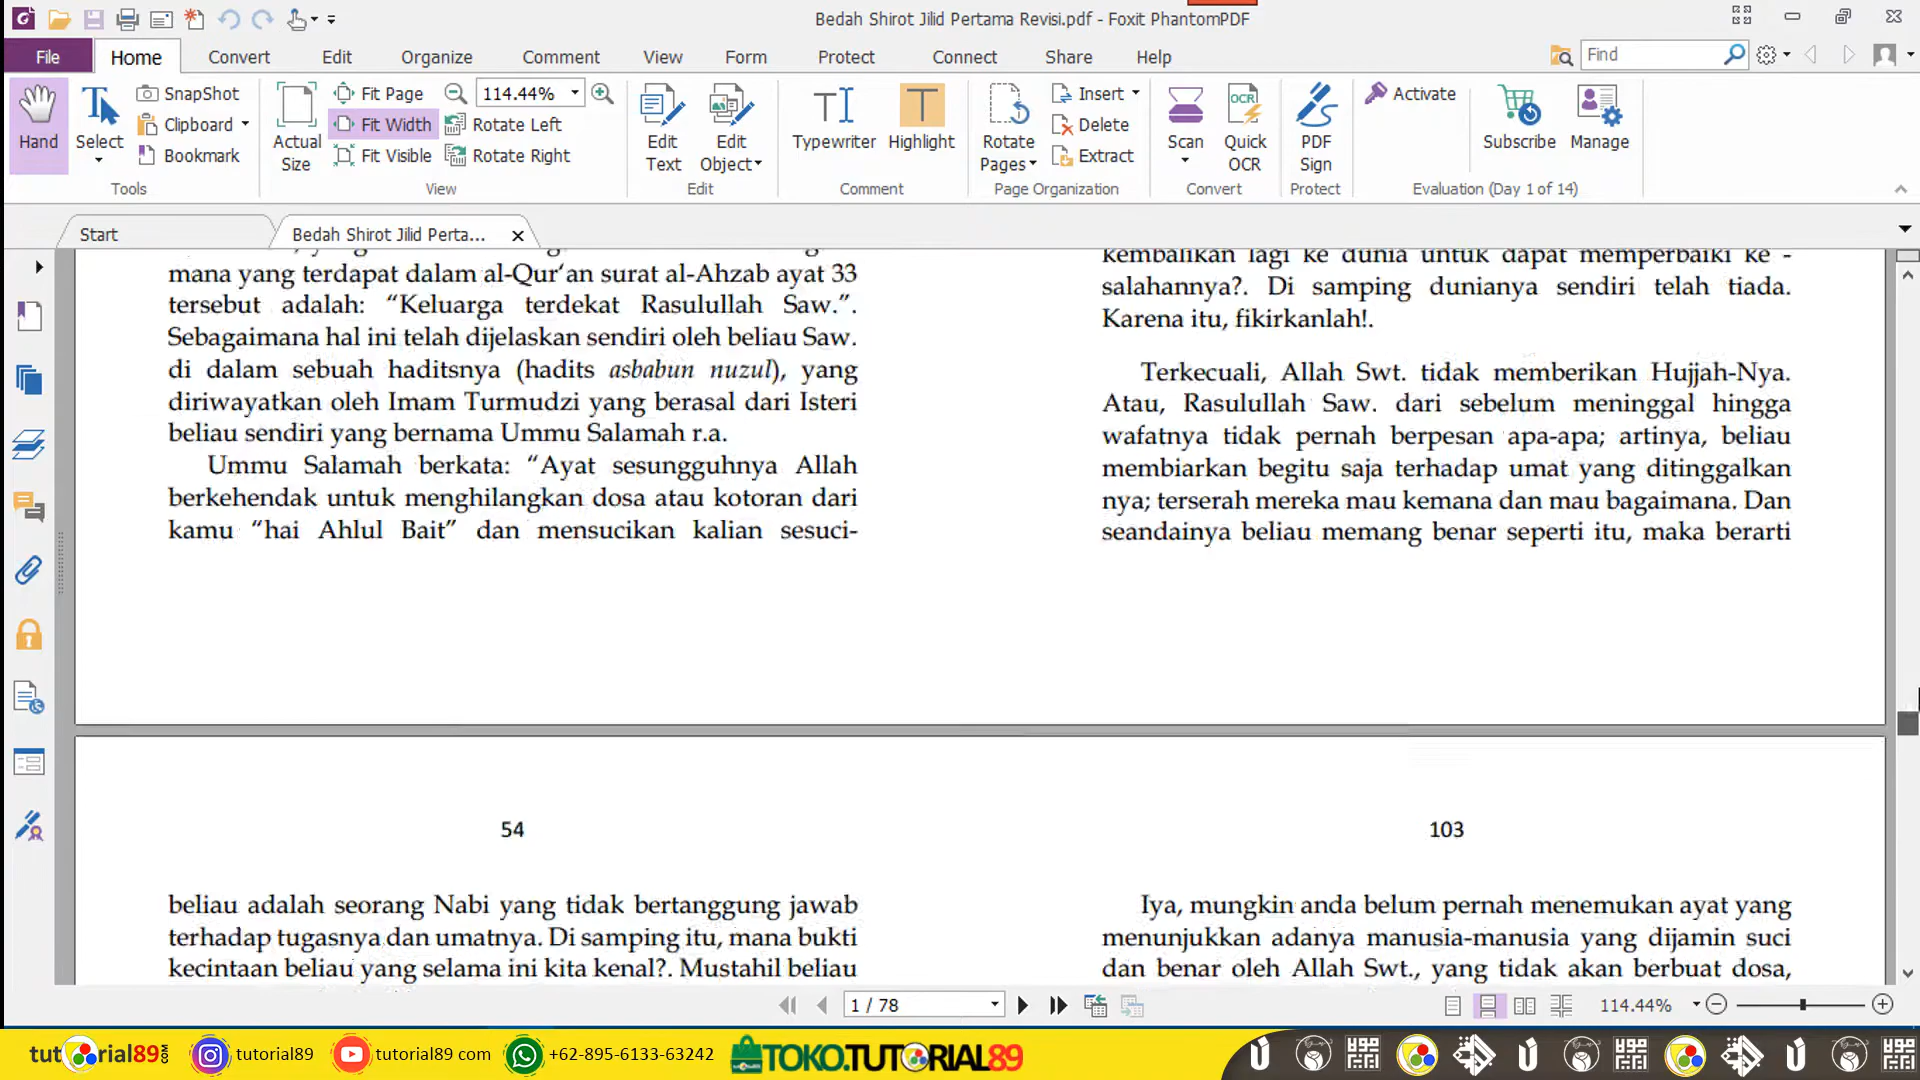 Bedah Shirot Jilid Pertama Revisi.pdf - Foxit PhantomPDF
File
Home
Convert
Edit
Organize
Comment
View
Form
Protect
Connect
Share
Help
Find
Hand
Select
SnapShot
Clipboard
Bookmark
Tools
Actual
Size
Fit Page
Fit Width
Fit Visible
114.44%
Rotate Left
Rotate Right
View
Edit
Text
Edit
Object
Edit
Typewriter
Highlight
Comment
Rotate
Pages
Insert
Delete
Extract
Page Organization
Scan
Quick
OCR
Convert
PDF
Sign
Protect
Activate
Subscribe
Manage
Evaluation (Day 1 of 14)
Start
Bedah Shirot Jilid Perta...
mana yang terdapat dalam al-Qur'an surat al-Ahzab ayat 33
tersebut adalah: “Keluarga terdekat Rasulullah Saw.”.
Sebagaimana hal ini telah dijelaskan sendiri oleh beliau Saw.
di dalam sebuah haditsnya (hadits asbabun nuzul), yang
diriwayatkan oleh Imam Turmudzi yang berasal dari Isteri
beliau sendiri yang bernama Ummu Salamah r.a.
Ummu Salamah berkata: “Ayat sesungguhnya Allah
berkehendak untuk menghilangkan dosa atau kotoran dari
kamu “hai Ahlul Bait” dan mensucikan kalian sesuci-
kembalikan lagi ke dunia untuk dapat memperbaiki ke -
salahannya?. Di samping dunianya sendiri telah tiada.
Karena itu, fikirkanlah!.
Terkecuali, Allah Swt. tidak memberikan Hujjah-Nya.
Atau, Rasulullah Saw. dari sebelum meninggal hingga
wafatnya tidak pernah berpesan apa-apa; artinya, beliau
membiarkan begitu saja terhadap umat yang ditinggalkan
nya; terserah mereka mau kemana dan mau bagaimana. Dan
seandainya beliau memang benar seperti itu, maka berarti
54
beliau adalah seorang Nabi yang tidak bertanggung jawab
terhadap tugasnya dan umatnya. Di samping itu, mana bukti
kecintaan beliau yang selama ini kita kenal?. Mustahil beliau
103
Iya, mungkin anda belum pernah menemukan ayat yang
menunjukkan adanya manusia-manusia yang dijamin suci
dan benar oleh Allah Swt., yang tidak akan berbuat dosa,
1 / 78
114.44%
tutorial89.COM
tutorial89
tutorial89 com
+62-895-6133-63242
TOKO.TUTORIAL89